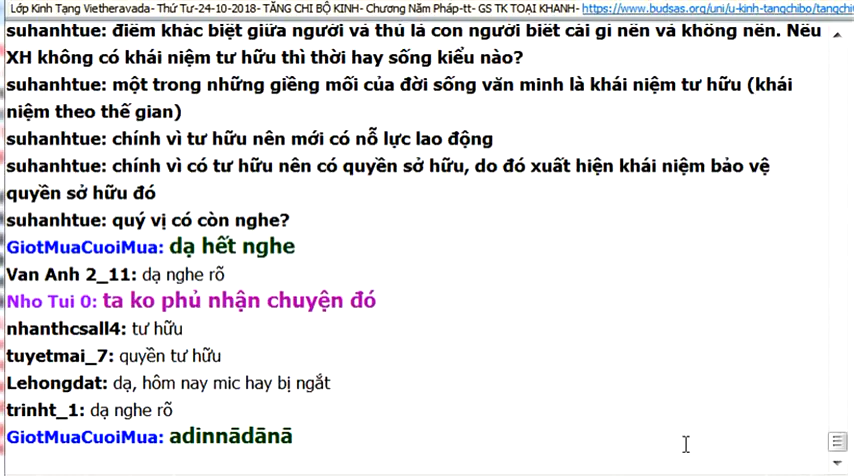 Lớp Kinh Tạng Vietheravada- Thứ Tư-24-10-2018- TĂNG CHI BỘ KINH- Chương Năm Pháp-tt- GS TK TOẠI KHANH- https://www.budsas.org/uni/u-kinh-tangchibo/tangchi
suhanhtue: điểm khác biệt giữa người và thú là con người biết cái gì nên và không nên. Nếu
XH không có khái niệm tư hữu thì thời hay sống kiểu nào?
suhanhtue: một trong những giềng mối của đời sống văn minh là khái niệm tư hữu (khái
niệm theo thế gian)
suhanhtue: chính vì tư hữu nên mới có nỗ lực lao động
suhanhtue: chính vì có tư hữu nên có quyền sở hữu, do đó xuất hiện khái niệm bảo vệ
quyền sở hữu đó
suhanhtue: quý vị có còn nghe?
GiotMuaCuoiMua: dạ hết nghe
Van Anh 2_11: dạ nghe rõ
Nho Tui 0: ta ko phủ nhận chuyện đó
nhanthcsall4: tư hữu
tuyetmai_7: quyền tư hữu
Lehongdat: dạ, hôm nay mic hay bị ngắt
trinht_1: dạ nghe rõ
GiotMuaCuoiMua: adinnādānā